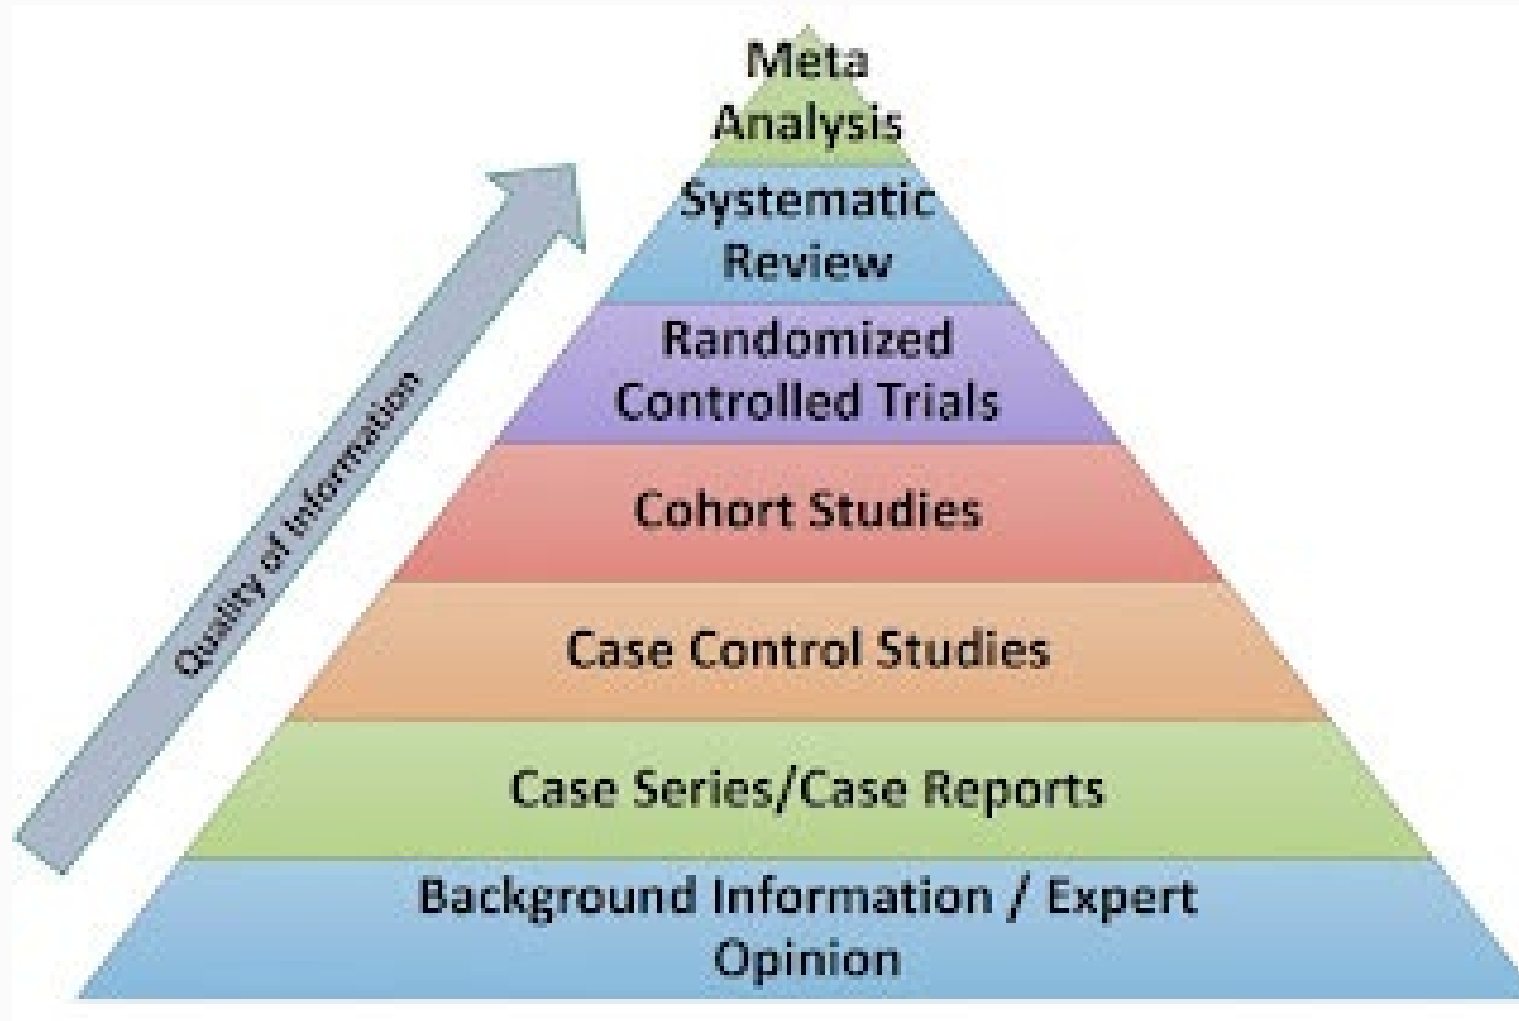 Meta
Analysis
Systematic
Review
Randomized
Controlled Trials
Cohort Studies
Case Control Studies
Case Series/Case Reports
Background Information / Expert
Opinion
Quality of Information